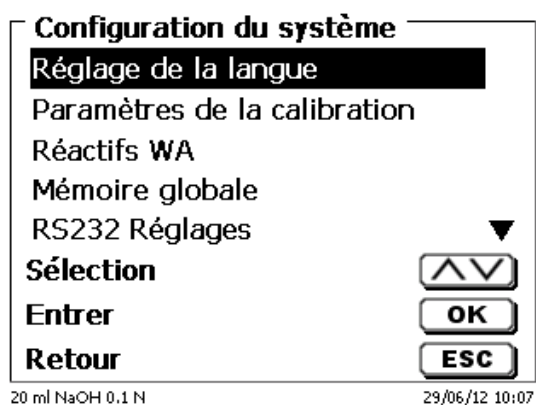 Configuration du système
Réglage de la langue
Paramètres de la calibration
Réactifs WA
Mémoire globale
RS232 Réglages
Sélection
Entrer OK
Retour ESC
20 ml NaOH 0.1 N 29/06/12 10:07